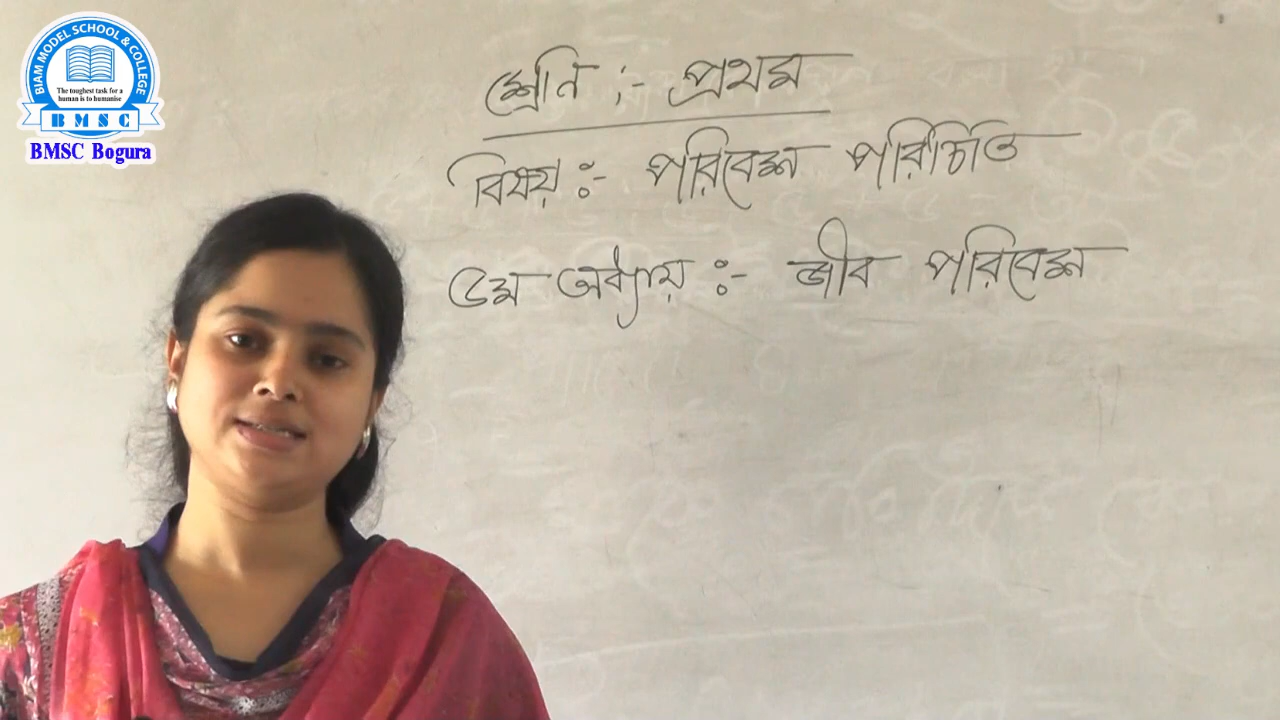 BIAM MODEL SCHOOL & COLLEGE
The toughest task for a
human is to humanise
B M S C
BMSC Bogura
শ্রেনি :- প্রথম
বিষয় :- পরিবেশ পরিচিতি
৫ম অধ্যায় :- জীব পরিবেশ